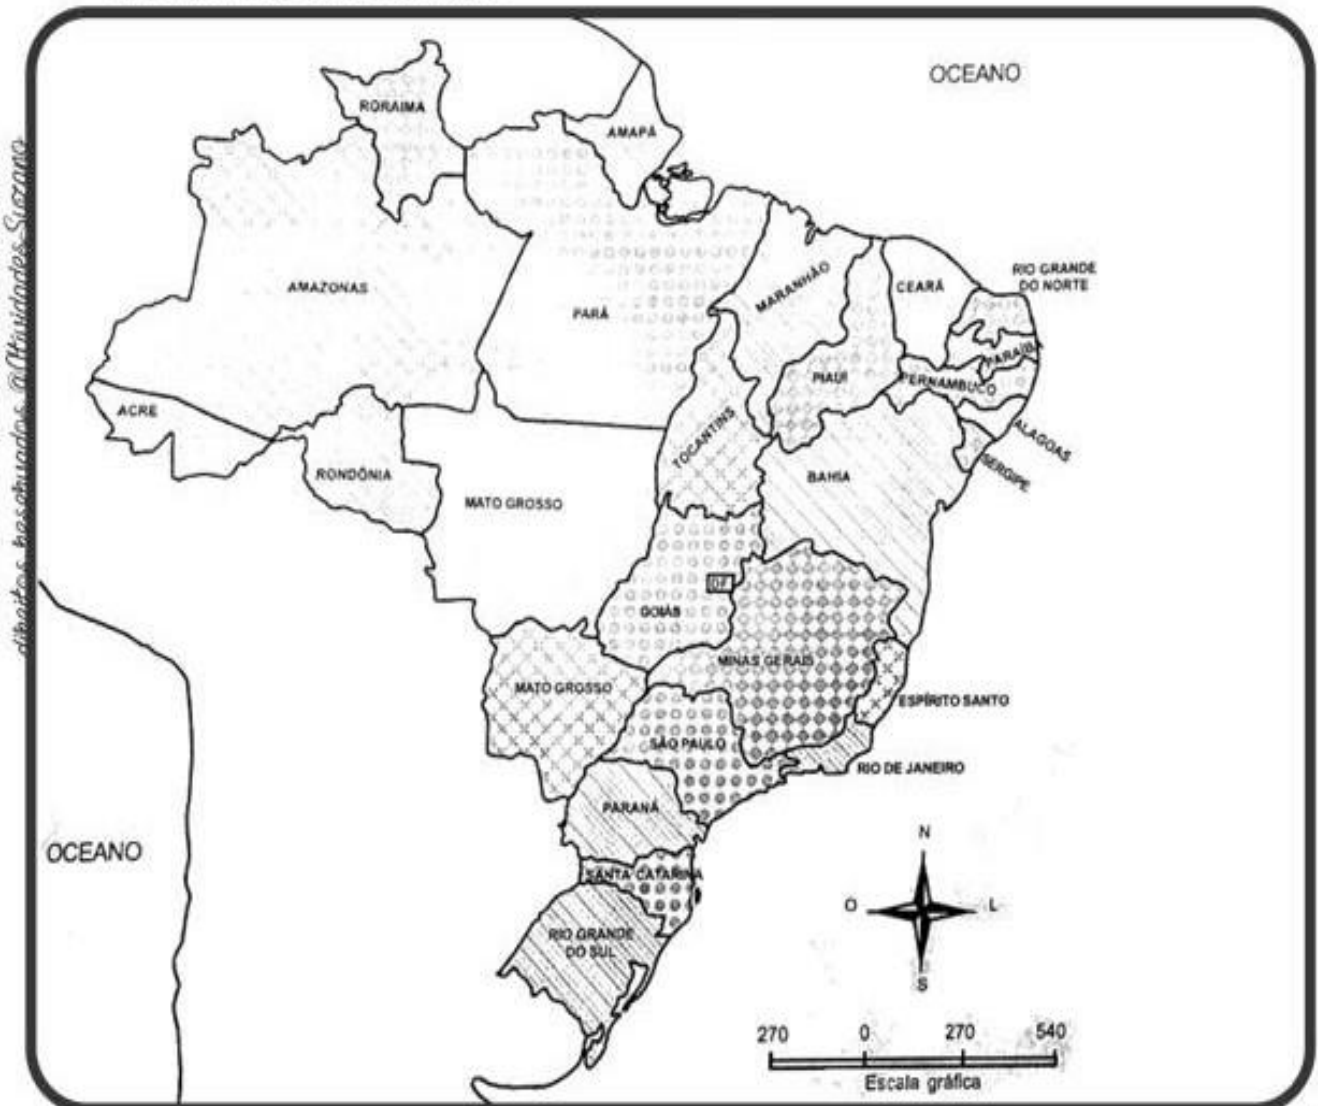 OCEANO
RORAIMA
AMAPÁ
AMAZONAS
PARÁ
MARANHÃO
CEARÁ
RIO GRANDE
DO NORTE
PARAÍB
PIAUÍ
PERNAMBUCO
ACRE
TOCANTINS
ALAGOAS
SERGIPE
RONDÔNIA
BAHIA
MATO GROSSO
DF
GOIÁS
MINAS GERAIS
MATO GROSSO
ESPÍRITO SANTO
SÃO PAULO
RIO DE JANEIRO
PARANÁ
OCEANO
SANTA CATARINA
RIO GRANDE
DO SUL
N
O
L
S
270 0 270 540
Escala gráfica